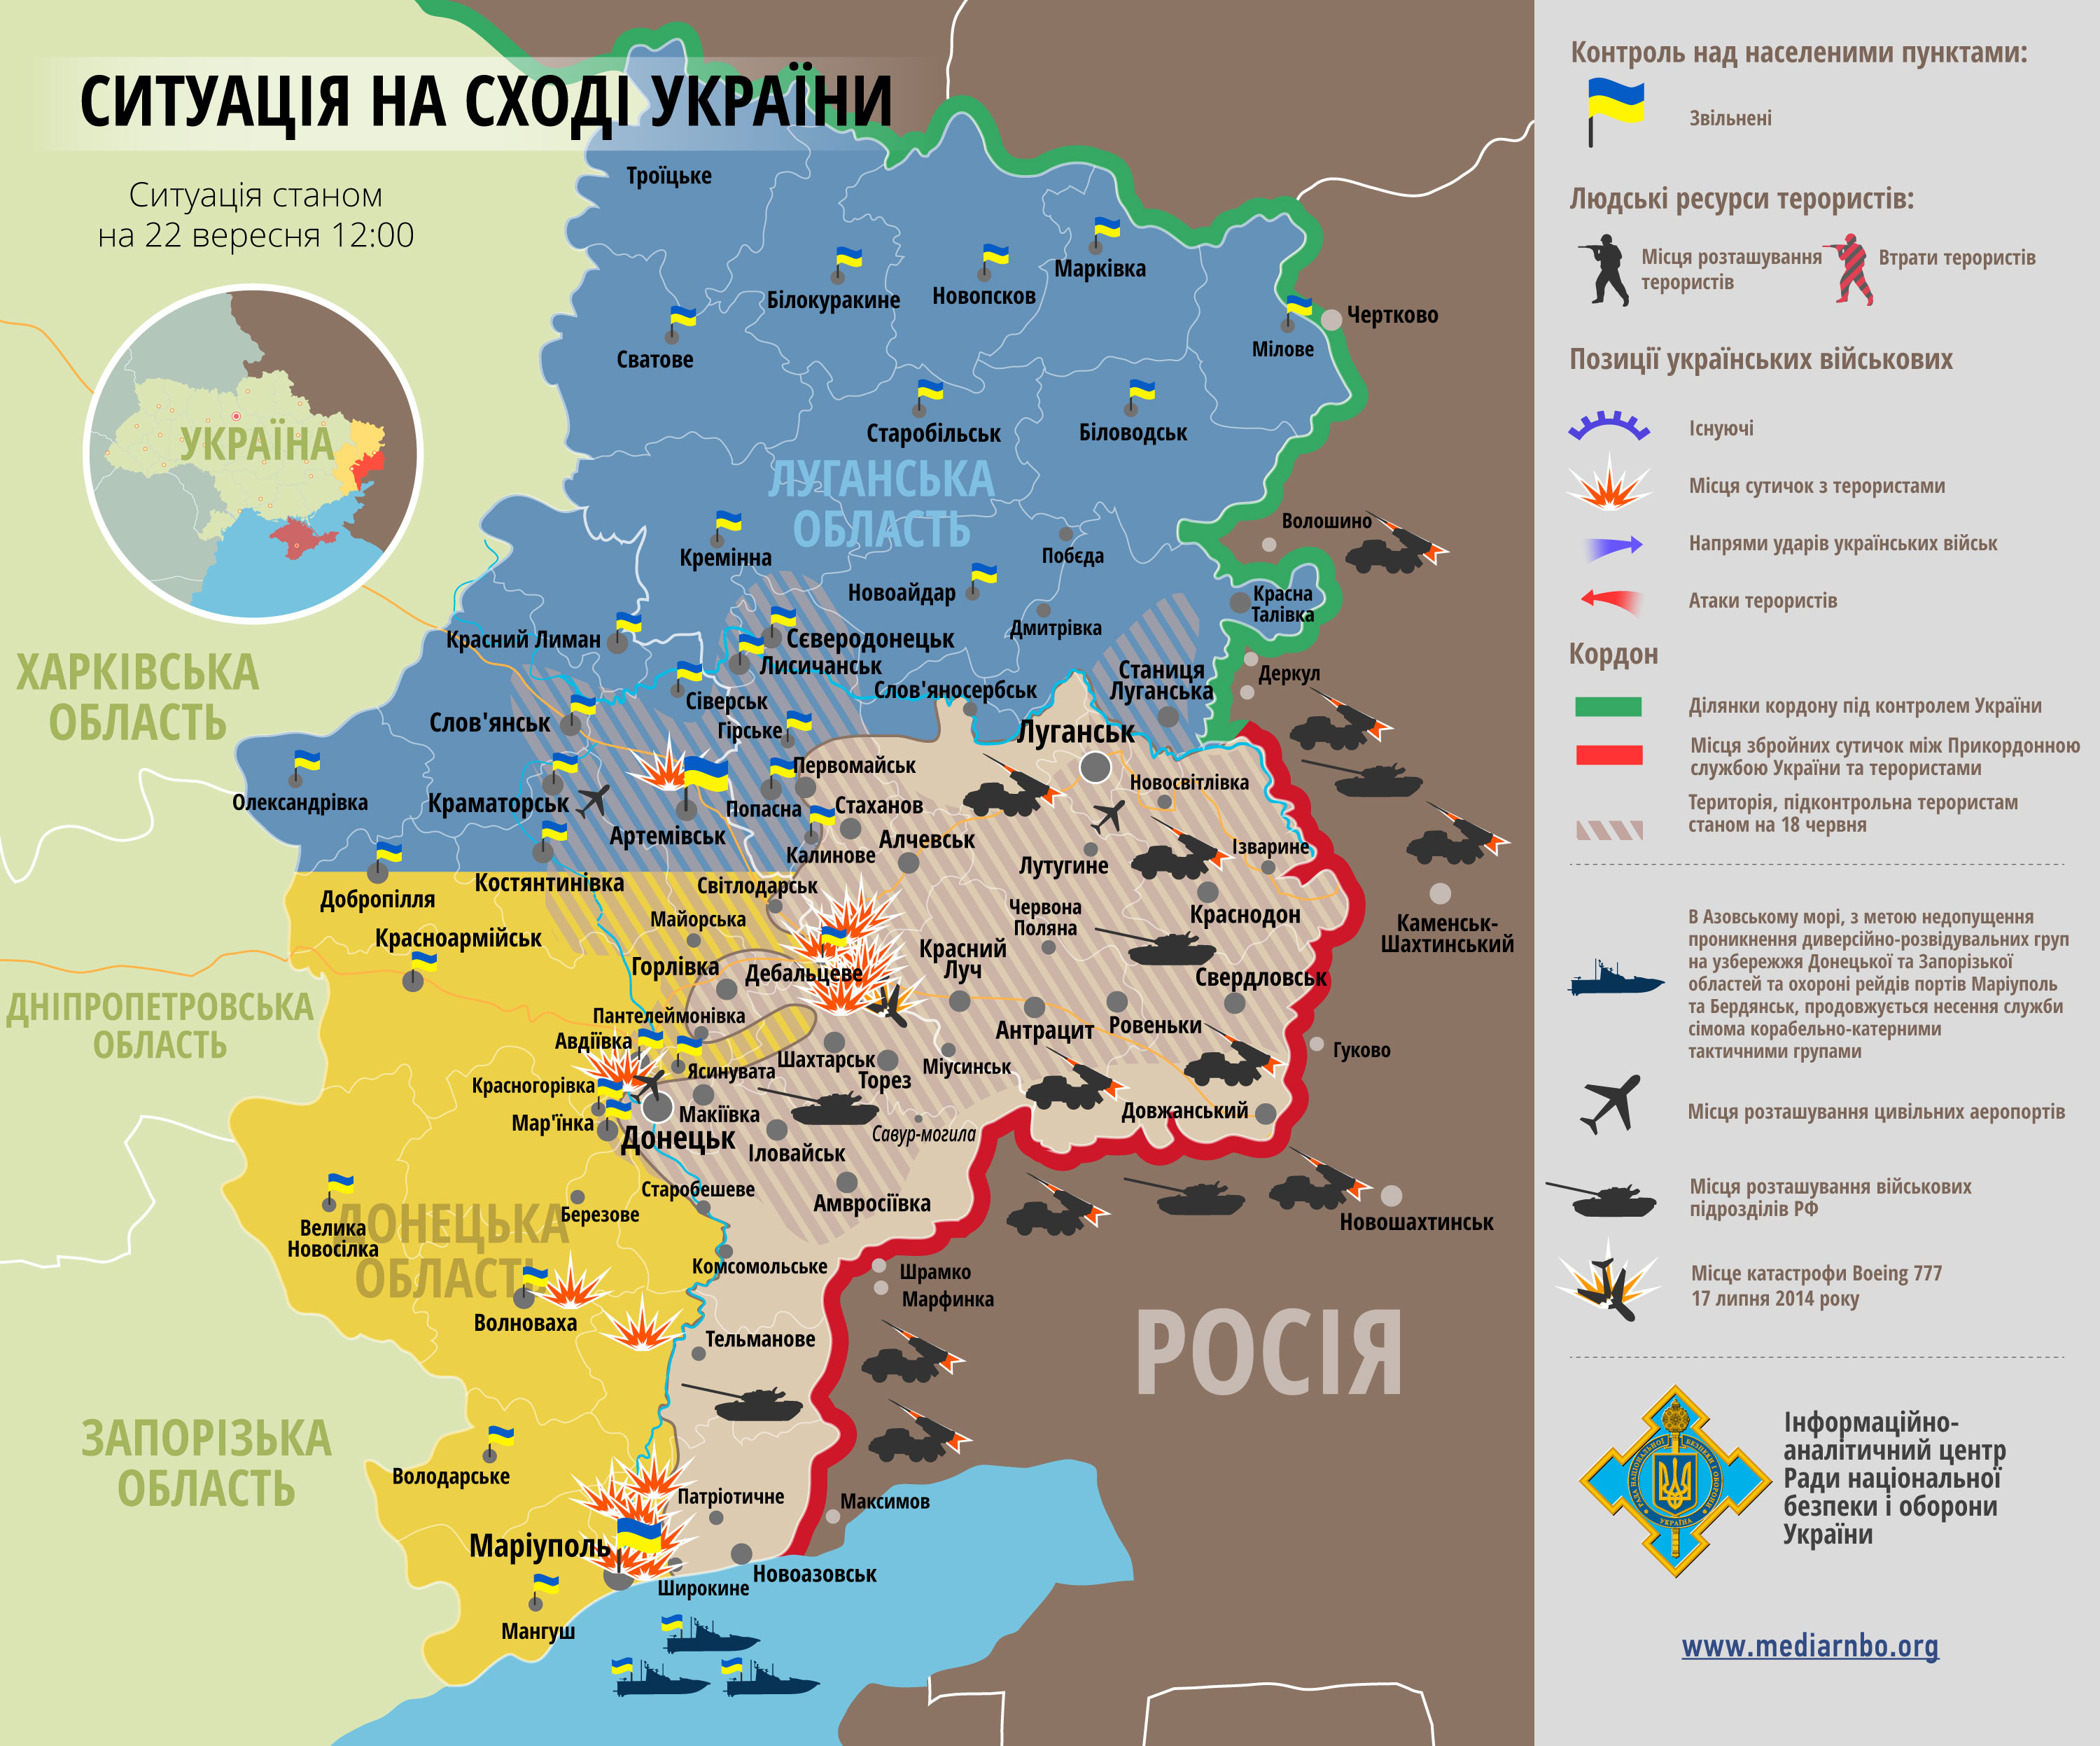 СИТУАЦІЯ НА СХОДІ УКРАЇНИ
Ситуація станом
на 22 вересня 12:00
УКРАЇНА
ХАРКІВСЬКА
ОБЛАСТЬ
ДНІПРОПЕТРОВСЬКА
ОБЛАСТЬ
ЗАПОРІЗЬКА
ОБЛАСТЬ
ЛУГАНСЬКА
ОБЛАСТЬ
ДОНЕЦЬКА
ОБЛАСТЬ
РОСІЯ
Троїцьке
Білокуракине
Новопсков
Марківка
Мілове
Чертково
Сватове
Старобільськ
Біловодськ
Кремінна
Новоайдар
Побєда
Волошино
Дмитрівка
Красна
Талівка
Красний Лиман
Сєверодонецьк
Лисичанськ
Сіверськ
Слов'яносербськ
Станиця
Луганська
Деркул
Слов'янськ
Гірське
Луганськ
Первомайськ
Новосвітлівка
Олександрівка
Краматорськ
Попасна
Стаханов
Артемівськ
Калинове
Алчевськ
Лутугине
Ізварине
Добропілля
Костянтинівка
Світлодарськ
Майорська
Червона
Поляна
Краснодон
Каменськ-
Шахтинський
Красноармійськ
Горлівка
Дебальцеве
Красний
Луч
Свердловськ
Пантелеймонівка
Антрацит
Ровеньки
Авдіївка
Ясинувата
Шахтарськ
Торез
Міусинськ
Гуково
Красногорівка
Макіївка
Мар'їнка
Донецьк
Савур-могила
Довжанський
Іловайськ
Старобешеве
Амвросіївка
Березове
Велика
Новосілка
Новошахтинськ
Комсомольське
Шрамко
Марфинка
Волноваха
Тельманове
Володарське
Патріотичне
Максимов
Маріуполь
Широкине
Новоазовськ
Мангуш
Контроль над населеними пунктами:
Звільнені
Людські ресурси терористів:
Місця розташування
терористів
Втрати терористів
Позиції українських військових
Існуючі
Місця сутичок з терористами
Напрями ударів українських військ
Атаки терористів
Кордон
Ділянки кордону під контролем України
Місця збройних сутичок між Прикордонною
службою України та терористами
Територія, підконтрольна терористам
станом на 18 червня
В Азовському морі, з метою недопущення
проникнення диверсійно-розвідувальних груп
на узбережжя Донецької та Запорізької
областей та охороні рейдів портів Маріуполь
та Бердянськ, продовжується несення служби
сімома корабельно-катерними
тактичними групами
Місця розташування цивільних аеропортів
Місця розташування військових
підрозділів РФ
Місце катастрофи Boeing 777
17 липня 2014 року
Інформаційно-
аналітичний центр
Ради національної
безпеки і оборони
України
РАДА НАЦІОНАЛЬНОЇ БЕЗПЕКИ І ОБОРОНИ
УКРАЇНА
www.mediarnbo.org